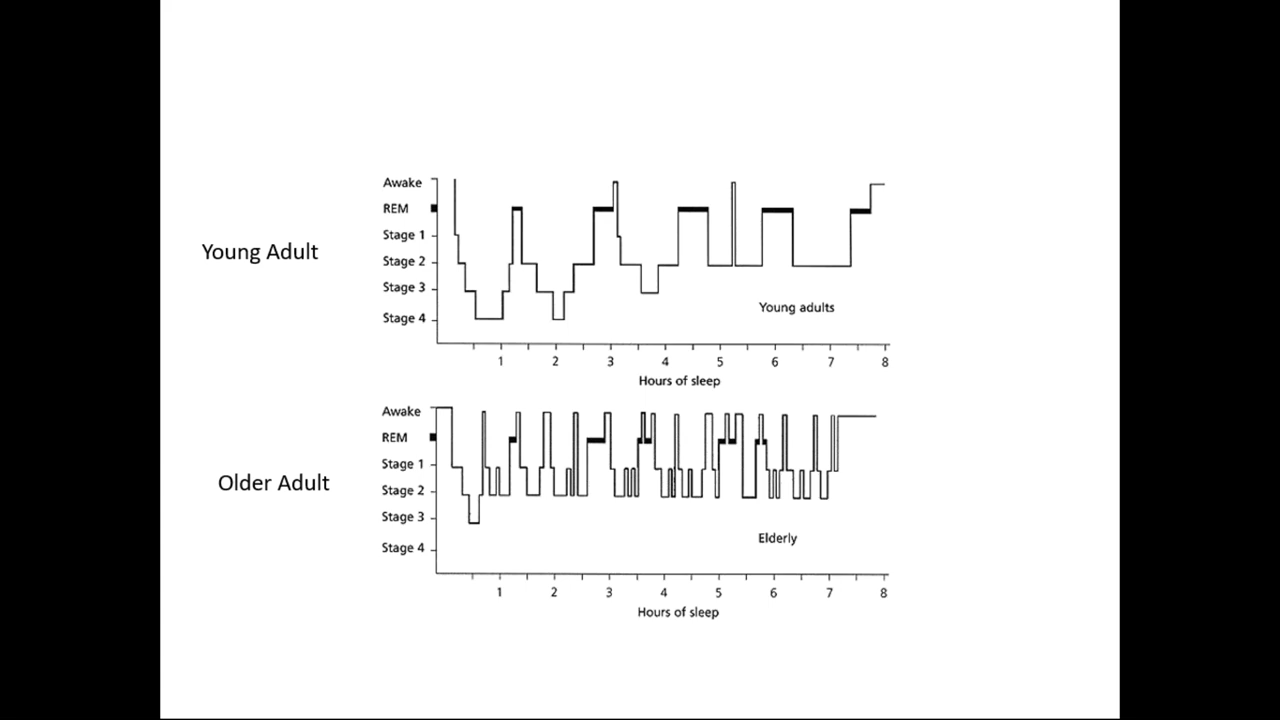 Young Adult
Awake
REM
Stage 1
Stage 2
Stage 3
Stage 4
Young adults
1 2 3 4 5 6 7 8
Hours of sleep
Older Adult
Awake
REM
Stage 1
Stage 2
Stage 3
Stage 4
Elderly
1 2 3 4 5 6 7 8
Hours of sleep